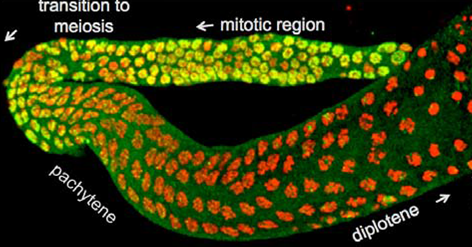 transition to
meiosis
← mitotic region
pachytene
diplotene